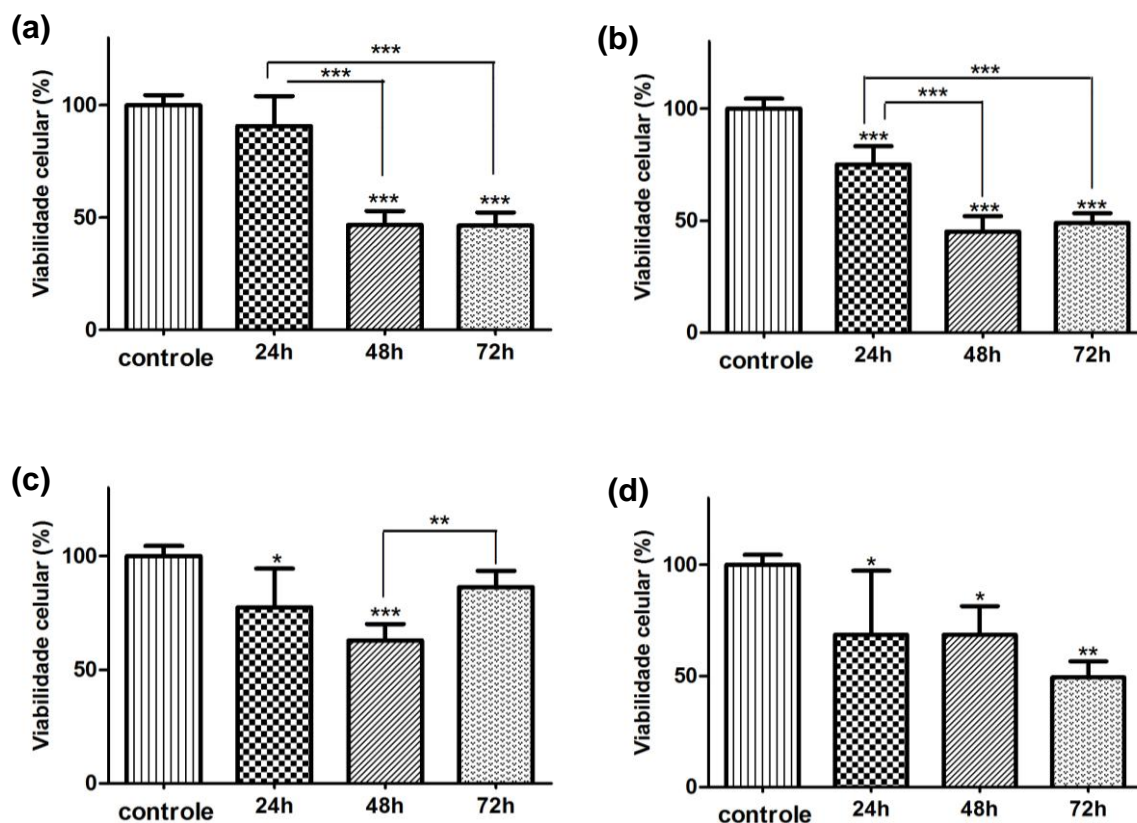 (a)
Viabilidade celular (%)
100
50
0
***
***
***
***
controle
24h
48h
72h
(b)
Viabilidade celular (%)
100
50
0
***
***
***
***
***
controle
24h
48h
72h
(c)
Viabilidade celular (%)
100
50
0
**
*
***
controle
24h
48h
72h
(d)
Viabilidade celular (%)
100
50
0
*
*
**
controle
24h
48h
72h